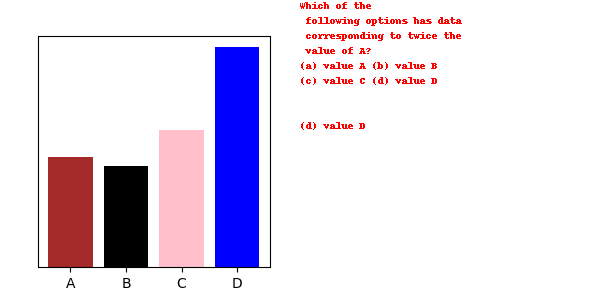 Which of the
following options has data
corresponding to twice the
value of A?
(a) value A (b) value B
(c) value C (d) value D
(d) value D
A B C D